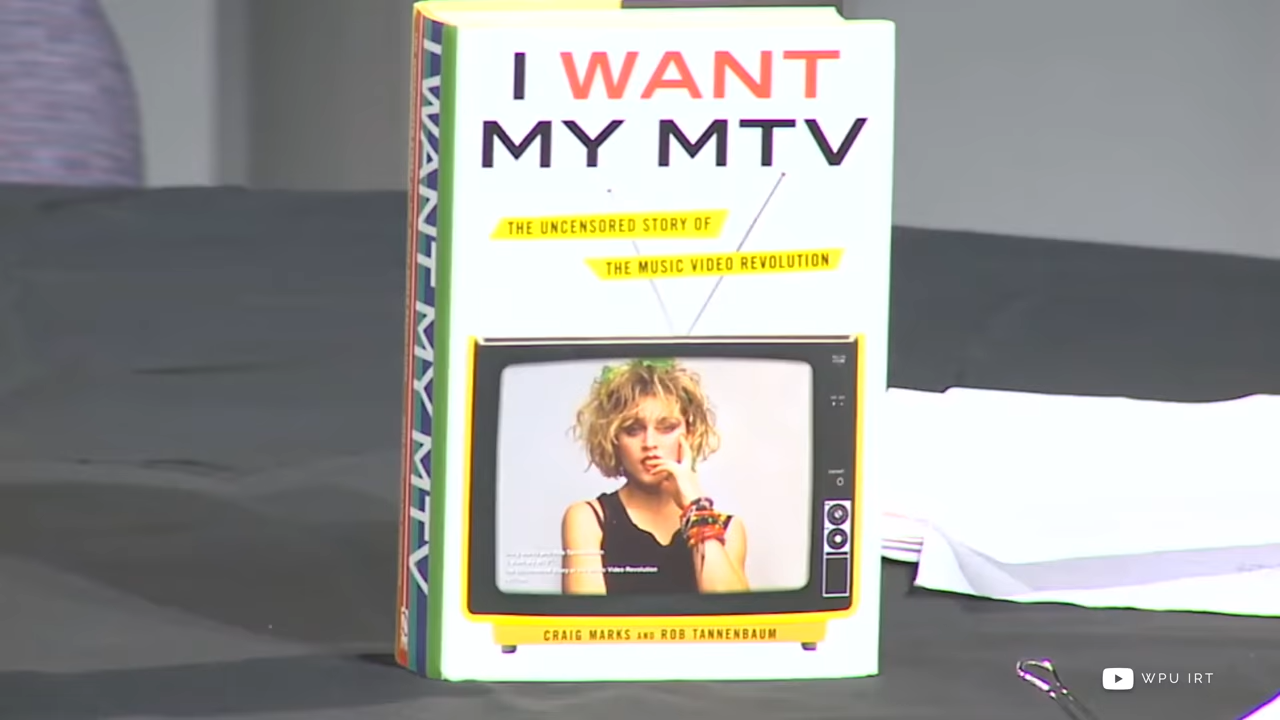 I WANT
MY MTV
THE UNCENSORED STORY OF
THE MUSIC VIDEO REVOLUTION
CRAIG MARKS AND ROB TANNENBAUM
I WANT MY MTV
WPU IRT